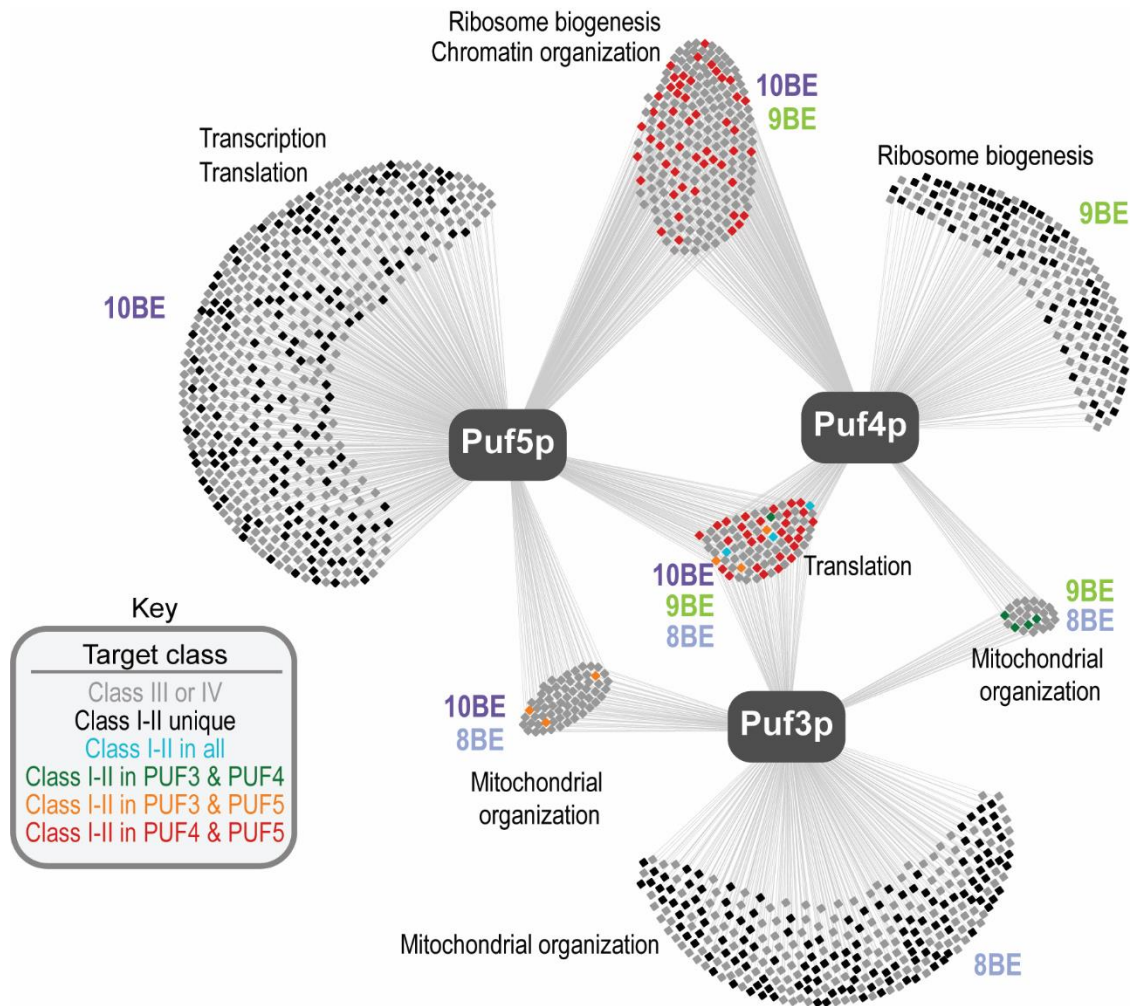 Ribosome biogenesis
Chromatin organization
10BE
9BE
Transcription
Translation
Ribosome biogenesis
9BE
10BE
Puf5p
Puf4p
Translation
10BE
9BE
8BE
9BE
8BE
Mitochondrial
organization
Key
Target class
Class III or IV
Class I-II unique
Class I-II in all
Class I-II in PUF3 & PUF4
Class I-II in PUF3 & PUF5
Class I-II in PUF4 & PUF5
10BE
8BE
Mitochondrial
organization
Puf3p
Mitochondrial organization
8BE